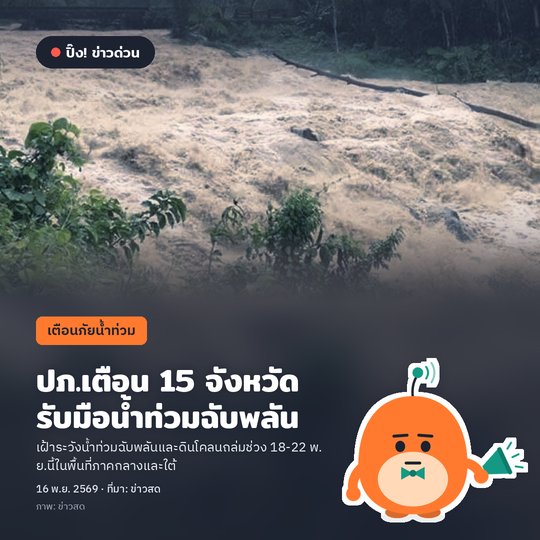 ปิ๊ง! ข่าวด่วน
เตือนภัยน้ำท่วม
ปภ.เตือน 15 จังหวัด
รับมือน้ำท่วมฉับพลัน
เฝ้าระวังน้ำท่วมฉับพลันและดินโคลนถล่มช่วง 18-22 พ.
ย.นี้ในพื้นที่ภาคกลางและใต้
16 พ.ย. 2569 · ที่มา: ข่าวสด
ภาพ: ข่าวสด